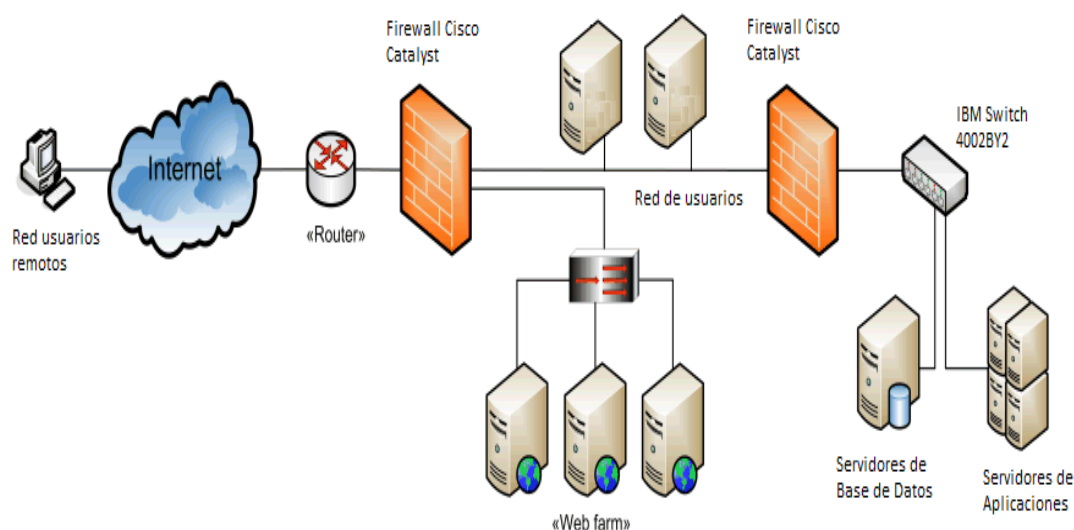 Firewall Cisco
Catalyst
Firewall Cisco
Catalyst
IBM Switch
4002BY2
Internet
Red usuarios
remotos
«Router»
Red de usuarios
Servidores de
Base de Datos
Servidores de
Aplicaciones
«Web farm»